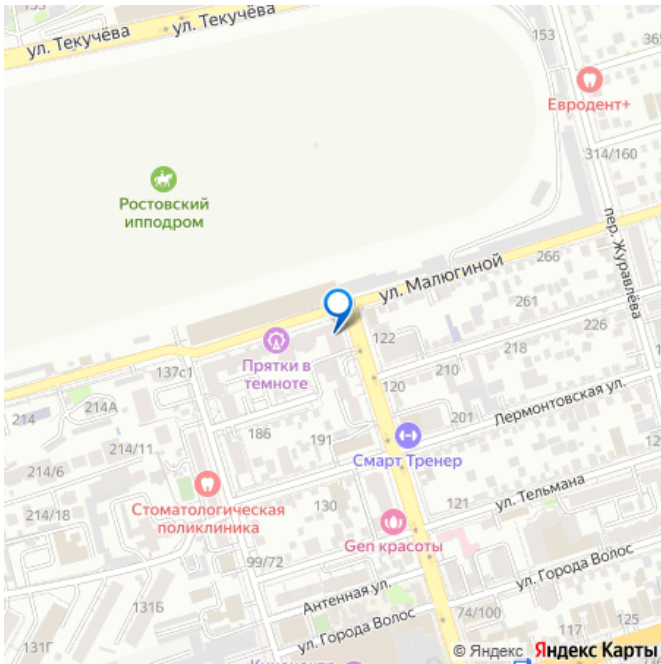 ул. Текучёва
ул. Текучёва
153
365
Евродент+
314/160
Ростовский
ипподром
пер. Журавлёва
ул. Малюгиной
266
261
226
122
218
210
Прятки в
темноте
137с1
120
214А
214
201
Лермонтовская ул.
186
191
Смарт Тренер
214/11
214/6
121
ул. Тельмана
Стоматологическая
поликлиника
130
214/18
Gen красоты
99/72
ул. Города Волос
Антенная ул.
131Б
74/100
ул. Города Волос
117
125
131Г
© Яндекс Яндекс Карты